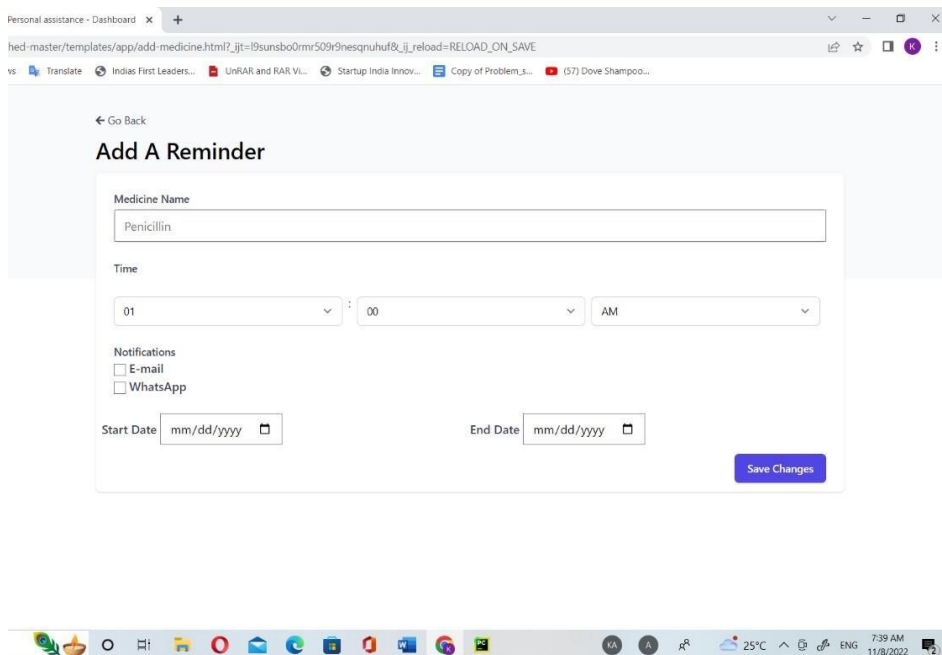 Personal assistance - Dashboard
hed-master/templates/app/add-medicine.html?_ijt=l9sunsbo0rmr509r9nesqnuhuf&_ij_reload=RELOAD_ON_SAVE
K
ws Translate Indias First Leaders... UnRAR and RAR Vi... Startup India Innov... Copy of Problem_s... (57) Dove Shampoo...
← Go Back
Add A Reminder
Medicine Name
Penicillin
Time
01 : 00 AM
Notifications
E-mail
WhatsApp
Start Date mm/dd/yyyy End Date mm/dd/yyyy
Save Changes
KA A 25°C ENG 7:39 AM
11/8/2022 2